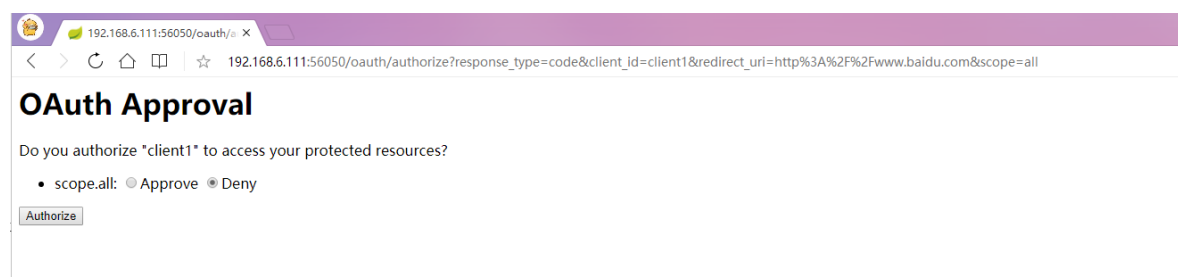 192.168.6.111:56050/oauth/a
192.168.6.111:56050/oauth/authorize?response_type=code&client_id=client1&redirect_uri=http%3A%2F%2Fwww.baidu.com&scope=all
OAuth Approval
Do you authorize "client1" to access your protected resources?
• scope.all: Approve Deny
Authorize